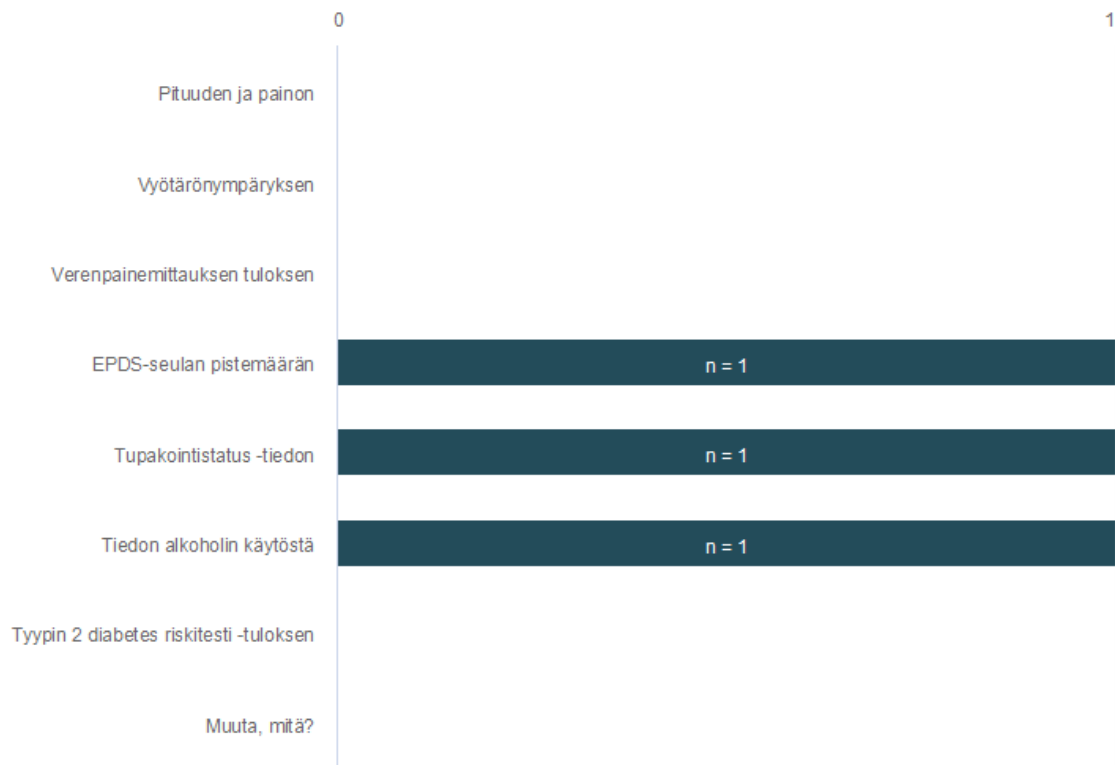 0 1
Pituuden ja painon
Vyötärönympäryksen
Verenpainemittauksen tuloksen
EPDS-seulan pistemäärän n = 1
Tupakointistatus -tiedon n = 1
Tiedon alkoholin käytöstä n = 1
Tyypin 2 diabetes riskitesti -tuloksen
Muuta, mitä?